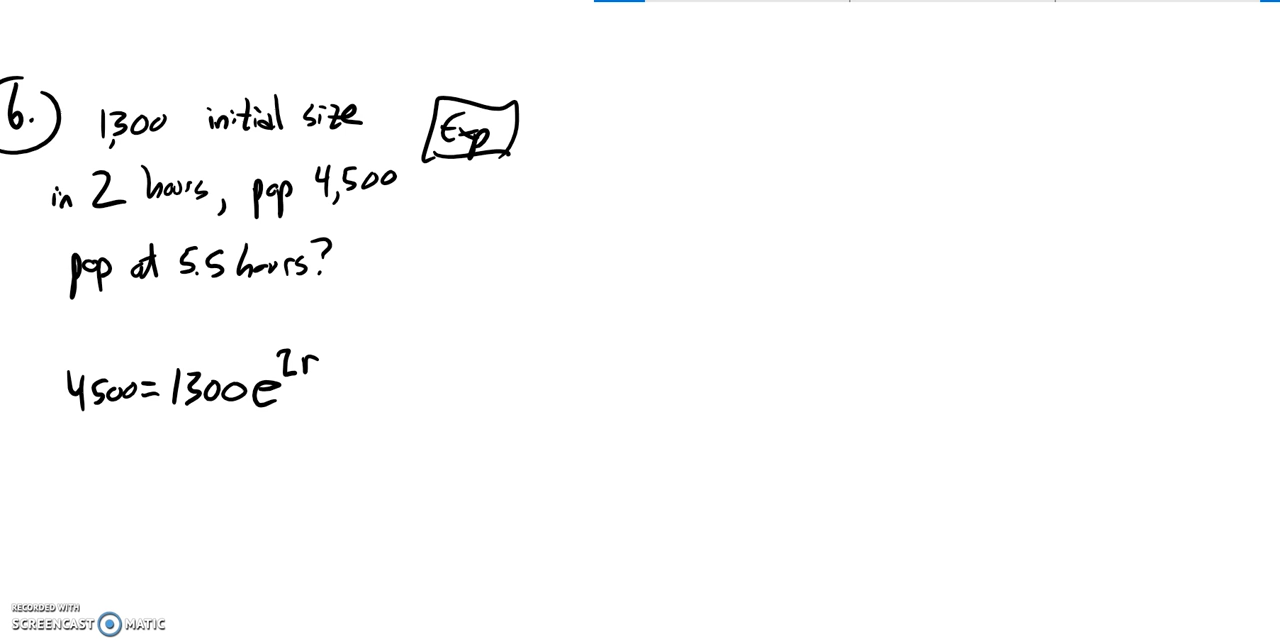 6.) 1,300 initial size Exp
in 2 hours, pop 4,500
pop at 5.5 hours?
4500=1300e^{2r}
RECORDED WITH
SCREENCAST MATIC